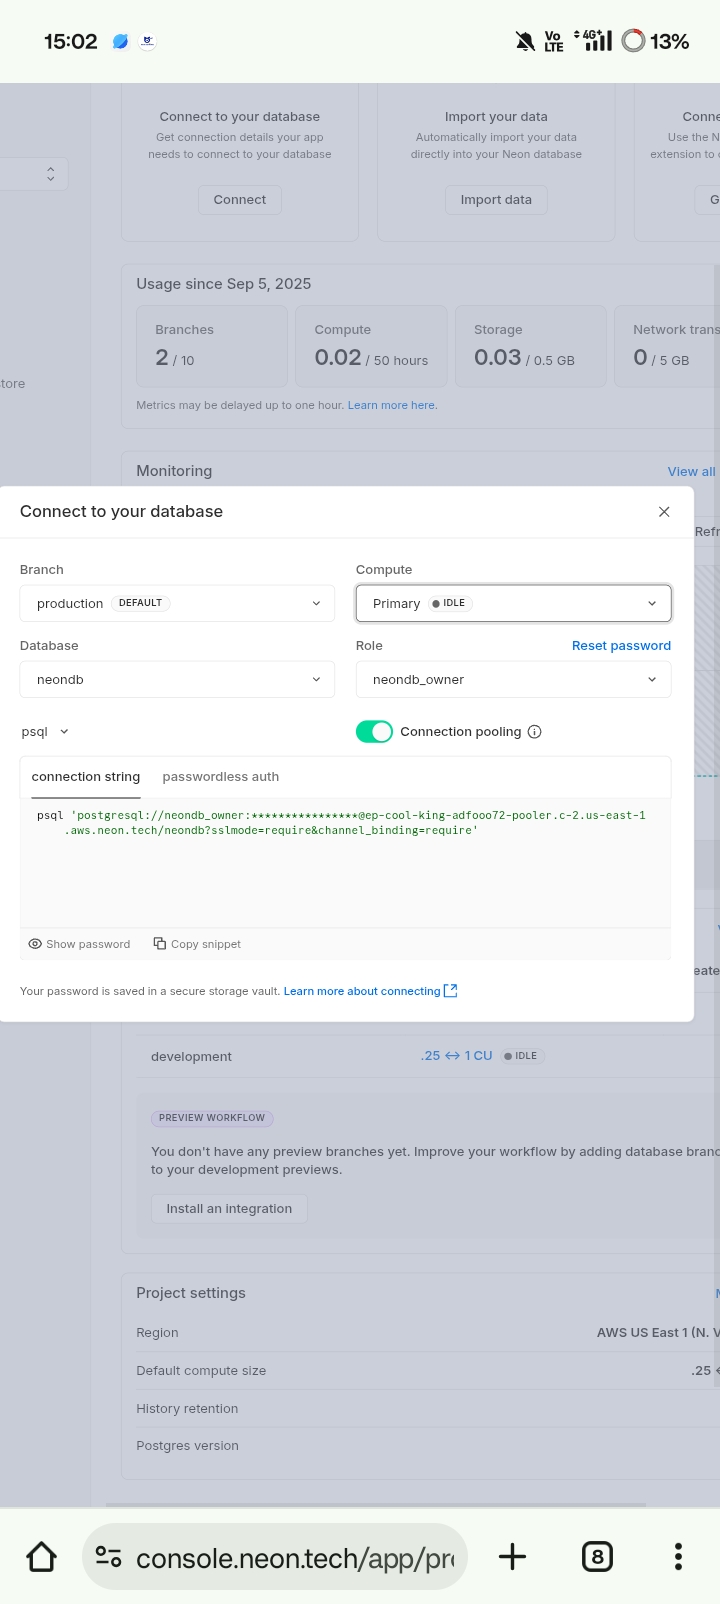 15:02
Vo LTE
4G+
13%
Connect to your database
Get connection details your app
needs to connect to your database
Connect
Import your data
Automatically import your data
directly into your Neon database
Import data
Conne
Use the N
extension to
G
Usage since Sep 5, 2025
Branches
2 / 10
Compute
0.02 / 50 hours
Storage
0.03 / 0.5 GB
Network trans
0 / 5 GB
tore
Metrics may be delayed up to one hour. Learn more here.
Monitoring
View all
Refr
Connect to your database
Branch
production DEFAULT
Compute
Primary IDLE
Database
neondb
Role
Reset password
neondb_owner
psql
Connection pooling
connection string
passwordless auth
psql 'postgresql://neondb_owner:****************@ep-cool-king-adfooo72-pooler.c-2.us-east-1
.aws.neon.tech/neondb?sslmode=require&channel_binding=require'
Show password
Copy snippet
eate
Your password is saved in a secure storage vault. Learn more about connecting
development
.25 ↔ 1 CU IDLE
PREVIEW WORKFLOW
You don't have any preview branches yet. Improve your workflow by adding database branc
to your development previews.
Install an integration
Project settings
Region
AWS US East 1 (N. V
Default compute size
.25
History retention
Postgres version
console.neon.tech/app/pro
8